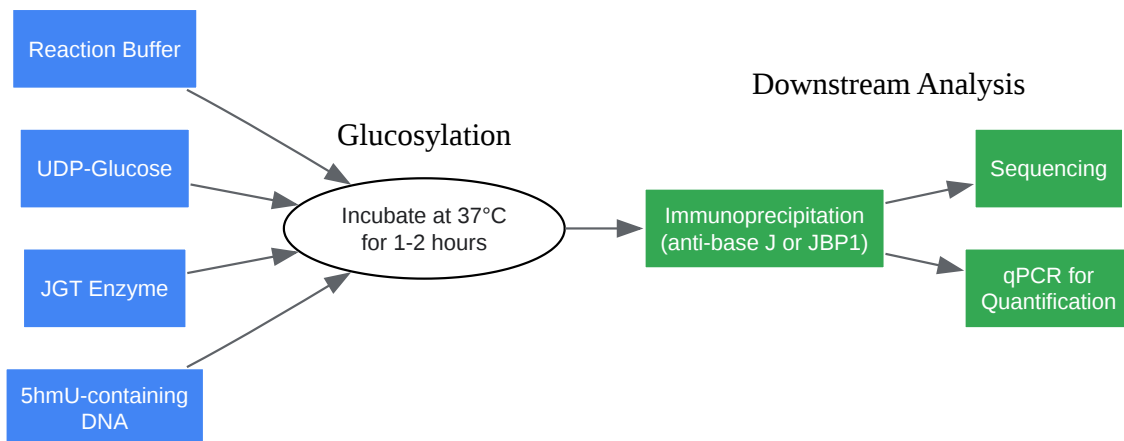 Reaction Buffer
UDP-Glucose
JGT Enzyme
5hmU-containing
DNA
Glucosylation
Incubate at 37°C
for 1-2 hours
Downstream Analysis
Immunoprecipitation
(anti-base J or JBP1)
Sequencing
qPCR for
Quantification